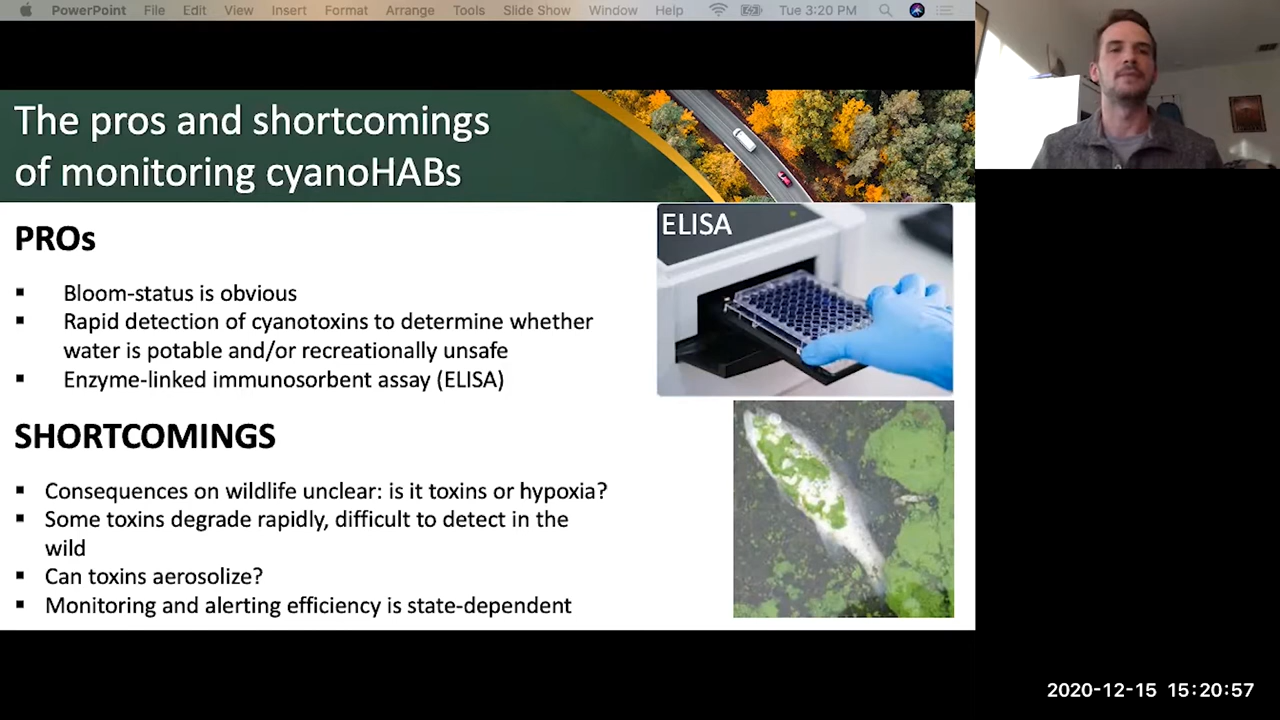 PowerPoint File Edit View Insert Format Arrange Tools Slide Show Window Help Tue 3:20 PM
The pros and shortcomings
of monitoring cyanoHABs
PROs
▪ Bloom-status is obvious
▪ Rapid detection of cyanotoxins to determine whether
water is potable and/or recreationally unsafe
▪ Enzyme-linked immunosorbent assay (ELISA)
ELISA
SHORTCOMINGS
▪ Consequences on wildlife unclear: is it toxins or hypoxia?
▪ Some toxins degrade rapidly, difficult to detect in the
wild
▪ Can toxins aerosolize?
▪ Monitoring and alerting efficiency is state-dependent
2020-12-15 15:20:57